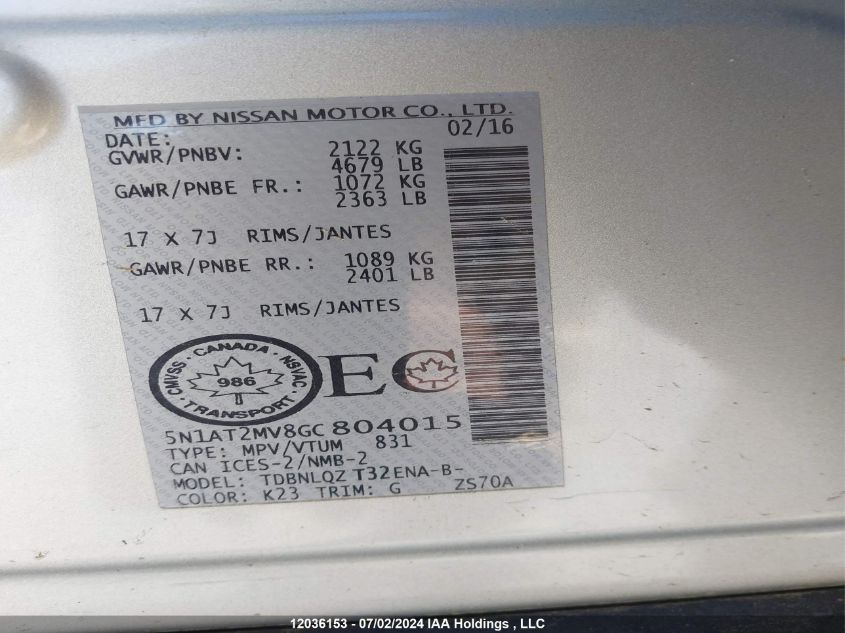 MFD BY NISSAN MOTOR CO., LTD.
DATE: 02/16
GVWR/PNBV: 2122 KG
4679 LB
GAWR/PNBE FR.: 1072 KG
2363 LB
17 X 7J RIMS/JANTES
GAWR/PNBE RR.: 1089 KG
2401 LB
17 X 7J RIMS/JANTES
CMVSS · CANADA · NSVAC · TRANSPORT
986
EC
5N1AT2MV8GC804015
TYPE: MPV/VTUM 831
CAN ICES-2/NMB-2
MODEL: TDBNLQZ T32ENA-B-
COLOR: K23 TRIM: G ZS70A
12036153 - 07/02/2024 IAA Holdings , LLC